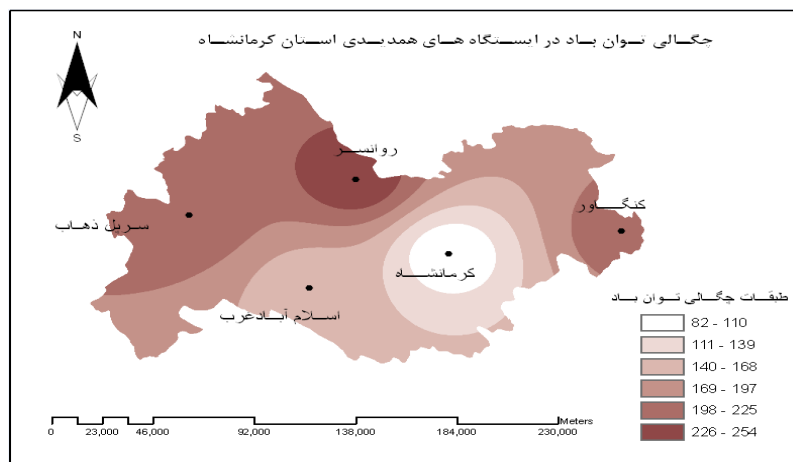 چگالی توان باد در ایستگاه های همدیدی استان کرمانشاه
N
S
روانسر
سرپل ذهاب
کنگاور
کرمانشاه
اسلام آبادغرب
طبقات چگالی توان باد
82 - 110
111 - 139
140 - 168
169 - 197
198 - 225
226 - 254
Meters
0 23,000 46,000 92,000 138,000 184,000 230,000